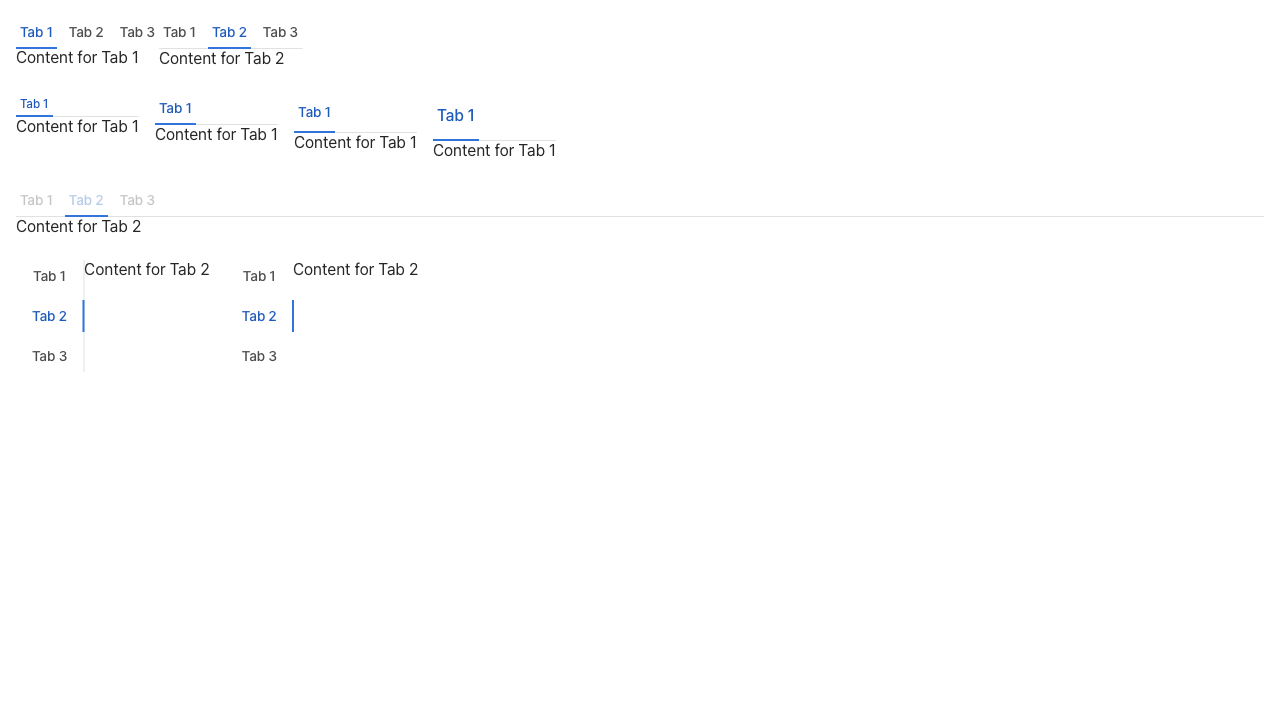 Tab 1 Tab 2 Tab 3 Tab 1 Tab 2 Tab 3
Content for Tab 1 Content for Tab 2
Tab 1 Tab 1 Tab 1 Tab 1
Content for Tab 1 Content for Tab 1 Content for Tab 1 Content for Tab 1
Tab 1 Tab 2 Tab 3
Content for Tab 2
Tab 1 Content for Tab 2 Tab 1 Content for Tab 2
Tab 2 Tab 2
Tab 3 Tab 3